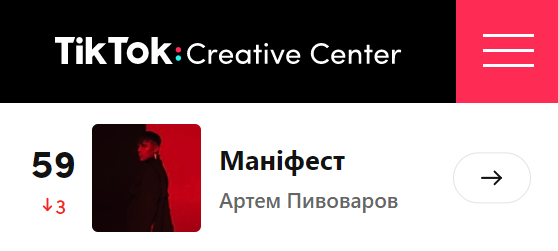 TikTok: Creative Center
59
↓3
Маніфест
Артем Пивоваров